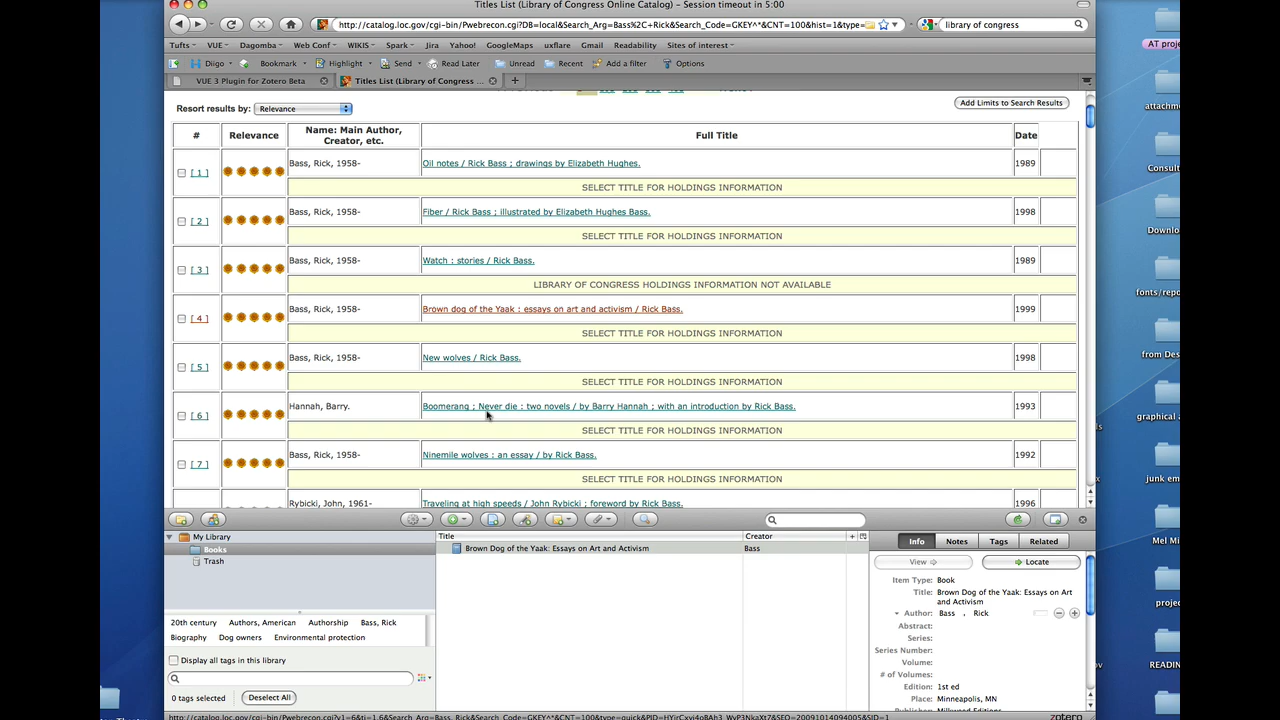 Titles List (Library of Congress Online Catalog) – Session timeout in 5:00
http://catalog.loc.gov/cgi-bin/Pwebrecon.cgi?DB=local&Search_Arg=Bass%2C+Rick&Search_Code=GKEY^*&CNT=100&hist=1&type= library of congress
Tufts VUE Dagomba Web Conf WIKIS Spark Jira Yahoo! GoogleMaps uxflare Gmail Readability Sites of interest
Diigo Bookmark Highlight Send Read Later Unread Recent Add a filter Options
VUE 3 Plugin for Zotero Beta Titles List (Library of Congress ...
Resort results by: Relevance Add Limits to Search Results
# Relevance Name: Main Author, Creator, etc. Full Title Date
[ 1 ] Bass, Rick, 1958- Oil notes / Rick Bass ; drawings by Elizabeth Hughes. 1989
SELECT TITLE FOR HOLDINGS INFORMATION
[ 2 ] Bass, Rick, 1958- Fiber / Rick Bass ; illustrated by Elizabeth Hughes Bass. 1998
SELECT TITLE FOR HOLDINGS INFORMATION
[ 3 ] Bass, Rick, 1958- Watch : stories / Rick Bass. 1989
LIBRARY OF CONGRESS HOLDINGS INFORMATION NOT AVAILABLE
[ 4 ] Bass, Rick, 1958- Brown dog of the Yaak : essays on art and activism / Rick Bass. 1999
SELECT TITLE FOR HOLDINGS INFORMATION
[ 5 ] Bass, Rick, 1958- New wolves / Rick Bass. 1998
SELECT TITLE FOR HOLDINGS INFORMATION
[ 6 ] Hannah, Barry. Boomerang ; Never die : two novels / by Barry Hannah ; with an introduction by Rick Bass. 1993
SELECT TITLE FOR HOLDINGS INFORMATION
[ 7 ] Bass, Rick, 1958- Ninemile wolves : an essay / by Rick Bass. 1992
SELECT TITLE FOR HOLDINGS INFORMATION
Rybicki, John, 1961- Traveling at high speeds / John Rybicki ; foreword by Rick Bass. 1996
My Library
Books
Trash
20th century Authors, American Authorship Bass, Rick
Biography Dog owners Environmental protection
Display all tags in this library
0 tags selected Deselect All
Title Creator
Brown Dog of the Yaak: Essays on Art and Activism Bass
Info Notes Tags Related
View Locate
Item Type: Book
Title: Brown Dog of the Yaak: Essays on Art
and Activism
Author: Bass , Rick
Abstract:
Series:
Series Number:
Volume:
# of Volumes:
Edition: 1st ed
Place: Minneapolis, MN
zotero
AT proje
attachme
Consult
Downlo
fonts/repo
from Des
graphical
junk em
Mel Mi
projec
READIN